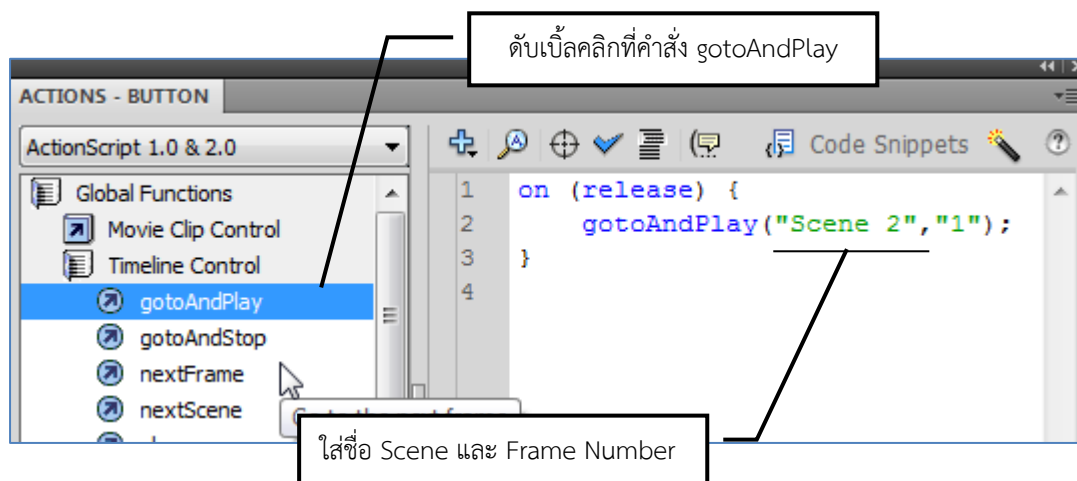 ดับเบิ้ลคลิกที่คำสั่ง gotoAndPlay
ACTIONS - BUTTON
ActionScript 1.0 & 2.0
Code Snippets
Global Functions
Movie Clip Control
Timeline Control
gotoAndPlay
gotoAndStop
nextFrame
nextScene
1 on (release) {
2 gotoAndPlay("Scene 2","1");
3 }
4
ใส่ชื่อ Scene และ Frame Number